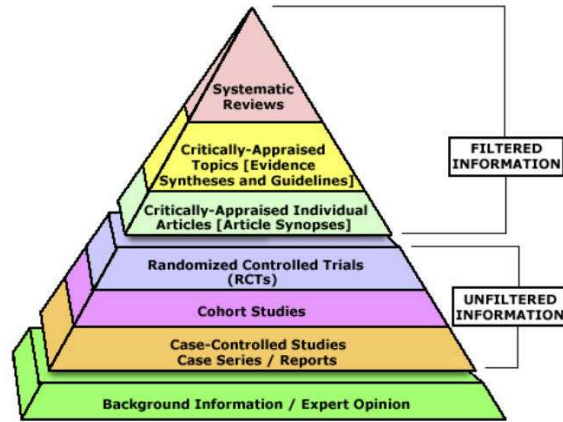 Systematic
Reviews
Critically-Appraised
Topics [Evidence
Syntheses and Guidelines]
FILTERED
INFORMATION
Critically-Appraised Individual
Articles [Article Synopses]
Randomized Controlled Trials
(RCTs)
UNFILTERED
INFORMATION
Cohort Studies
Case-Controlled Studies
Case Series / Reports
Background Information / Expert Opinion